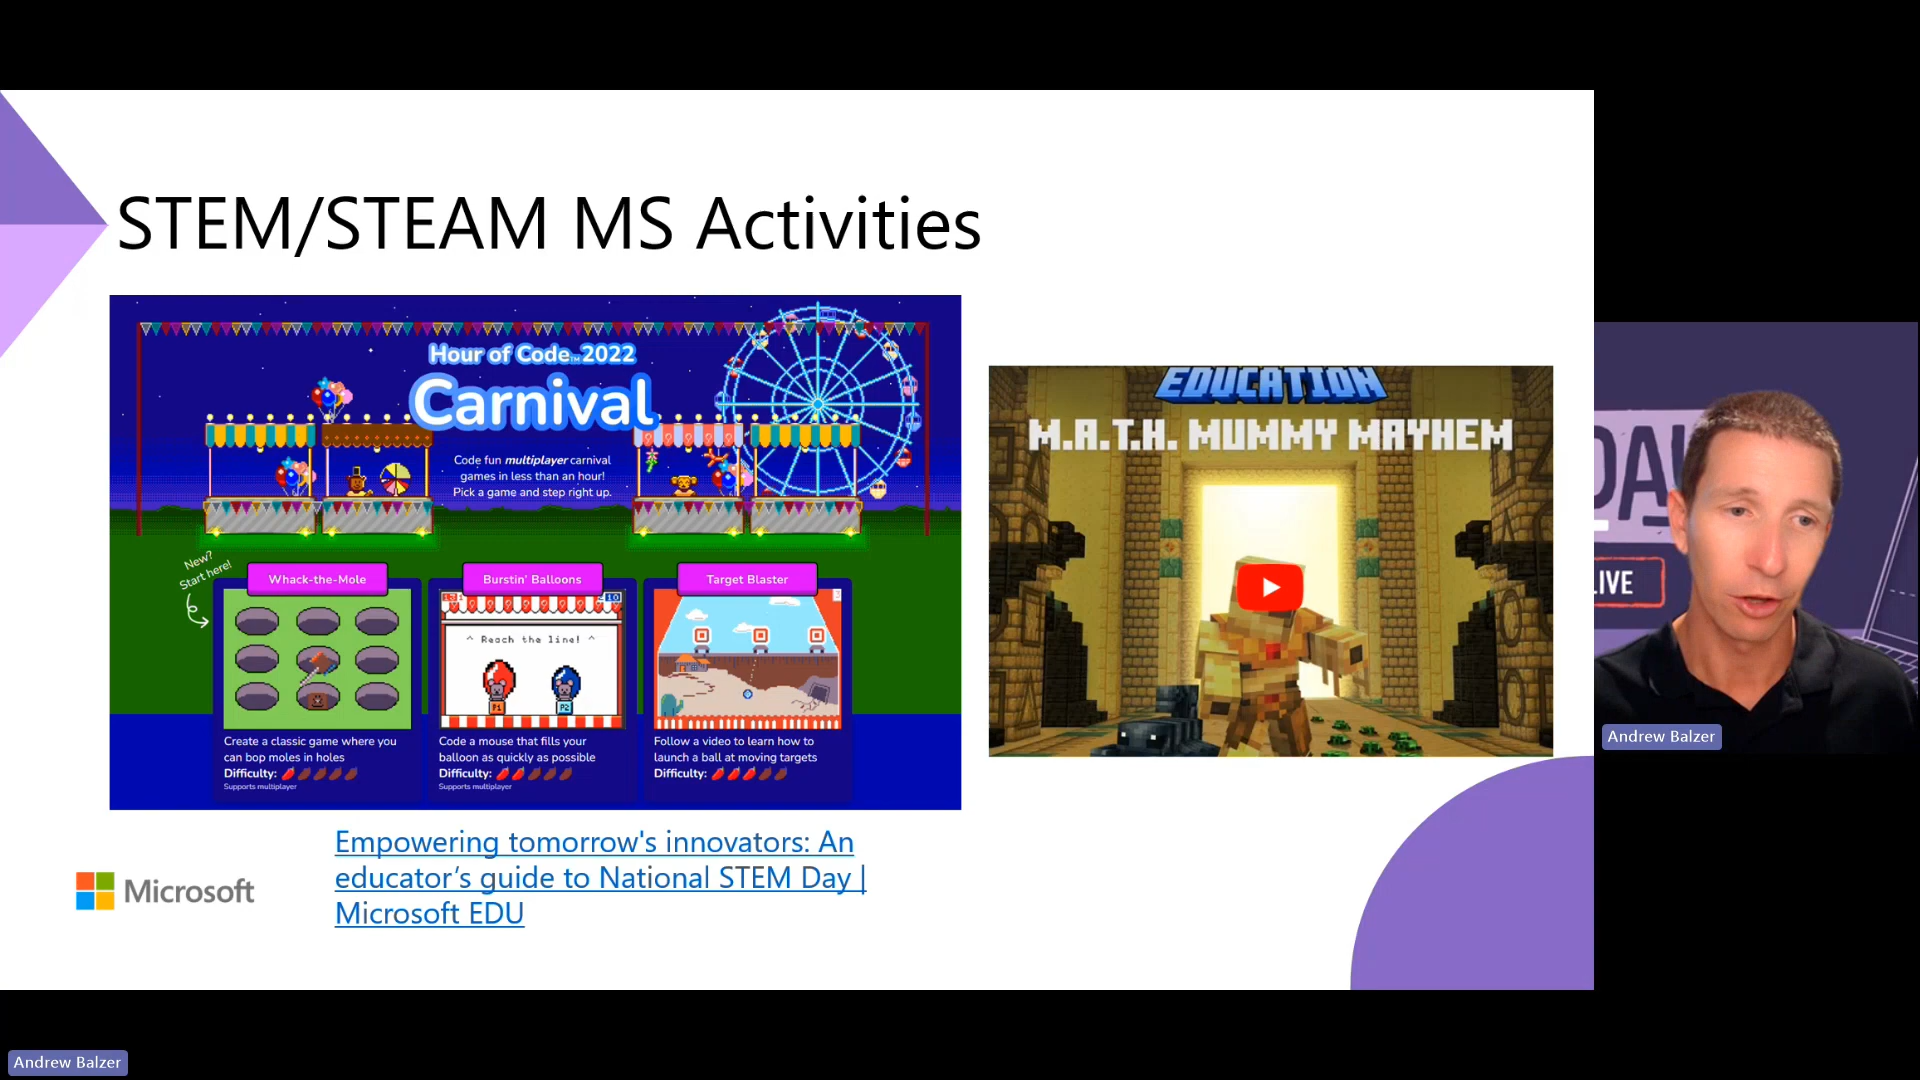 STEM/STEAM MS Activities
Hour of Code™ 2022
Carnival
Code fun multiplayer carnival
games in less than an hour!
Pick a game and step right up.
New?
Start here!
Whack-the-Mole
Create a classic game where you
can bop moles in holes
Difficulty:
Supports multiplayer
Burstin' Balloons
^ Reach the line! ^
P1
P2
Code a mouse that fills your
balloon as quickly as possible
Difficulty:
Supports multiplayer
Target Blaster
Follow a video to learn how to
launch a ball at moving targets
Difficulty:
EDUCATION
M.A.T.H. MUMMY MAYHEM
Microsoft
Empowering tomorrow's innovators: An
educator’s guide to National STEM Day |
Microsoft EDU
LIVE
Andrew Balzer
Andrew Balzer